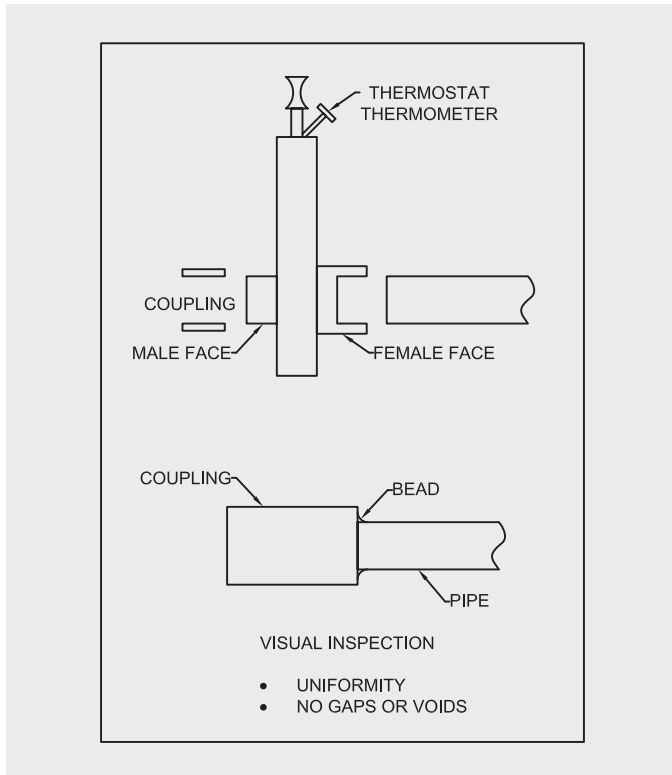 THERMOSTAT
THERMOMETER
COUPLING
MALE FACE
FEMALE FACE
COUPLING
BEAD
PIPE
VISUAL INSPECTION
• UNIFORMITY
• NO GAPS OR VOIDS